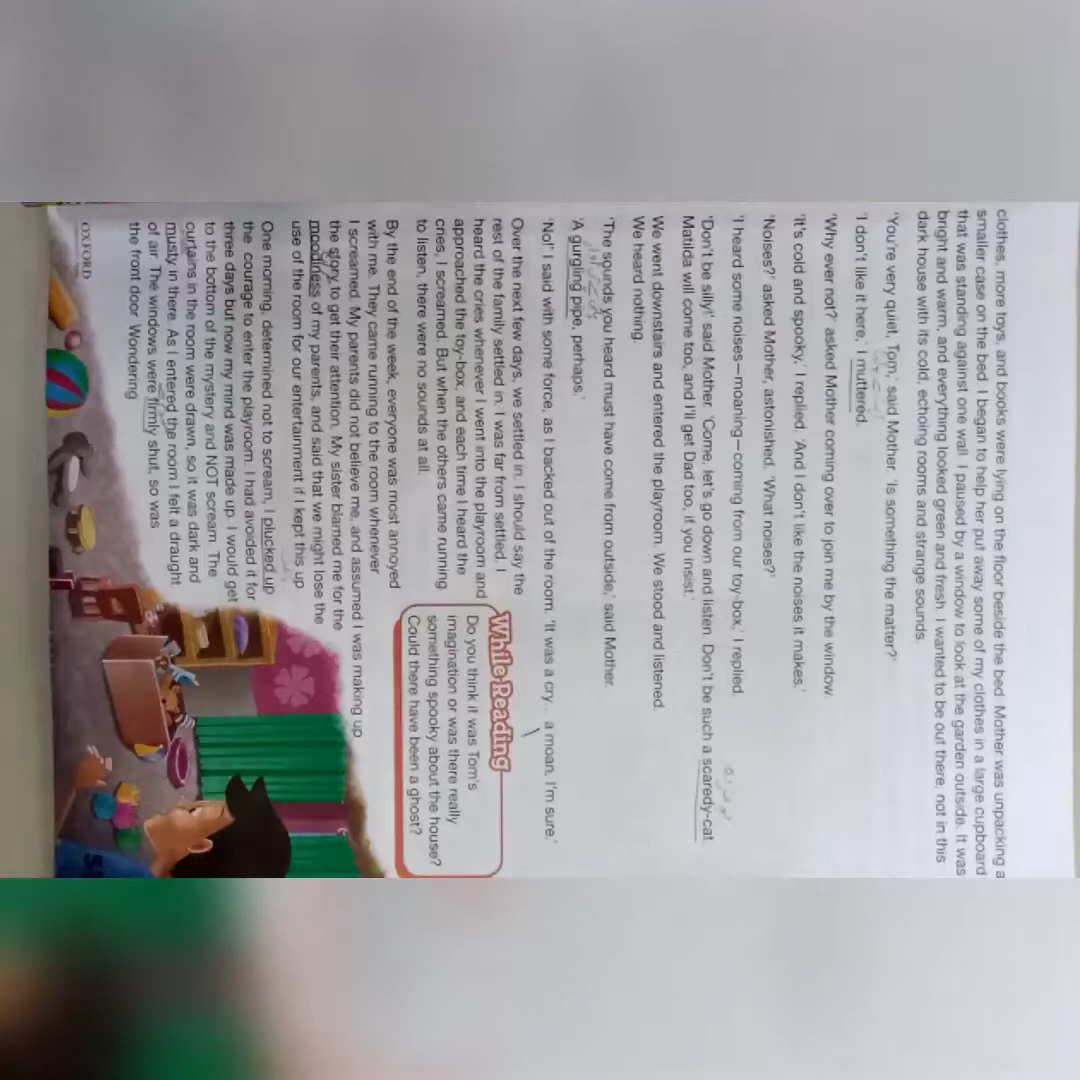 clothes, more toys, and books were lying on the floor beside the bed. Mother was unpacking a
smaller case on the bed. I began to help her put away some of my clothes in a large cupboard
that was standing against one wall. I paused by a window to look at the garden outside. It was
bright and warm, and everything looked green and fresh. I wanted to be out there, not in this
dark house with its cold, echoing rooms and strange sounds.
'You're very quiet, Tom,' said Mother. 'Is something the matter?'
'I don't like it here,' I muttered.
'Why ever not?' asked Mother coming over to join me by the window.
'It's cold and spooky,' I replied. 'And I don't like the noises it makes.'
'Noises?' asked Mother, astonished. 'What noises?'
'I heard some noises—moaning—coming from our toy-box,' I replied.
'Don't be silly!' said Mother. 'Come, let's go down and listen. Don't be such a scaredy-cat.
Matilda will come too, and I'll get Dad too, if you insist.'
We went downstairs and entered the playroom. We stood and listened.
We heard nothing.
'The sounds you heard must have come from outside,' said Mother.
'A gurgling pipe, perhaps.'
'No!' I said with some force, as I backed out of the room. 'It was a cry... a moan, I'm sure.'
Over the next few days, we settled in. I should say the
rest of the family settled in. I was far from settled. I
heard the cries whenever I went into the playroom and
approached the toy-box, and each time I heard the
cries, I screamed. But when the others came running
to listen, there were no sounds at all.
While Reading
Do you think it was Tom's
imagination or was there really
something spooky about the house?
Could there have been a ghost?
By the end of the week, everyone was most annoyed
with me. They came running to the room whenever
I screamed. My parents did not believe me, and assumed I was making up
the story to get their attention. My sister blamed me for the
moodiness of my parents, and said that we might lose the
use of the room for our entertainment if I kept this up.
One morning, determined not to scream, I plucked up
the courage to enter the playroom. I had avoided it for
three days but now my mind was made up. I would get
to the bottom of the mystery and NOT scream. The
curtains in the room were drawn, so it was dark and
musty in there. As I entered the room I felt a draught
of air. The windows were firmly shut, so was
the front door. Wondering
OXFORD